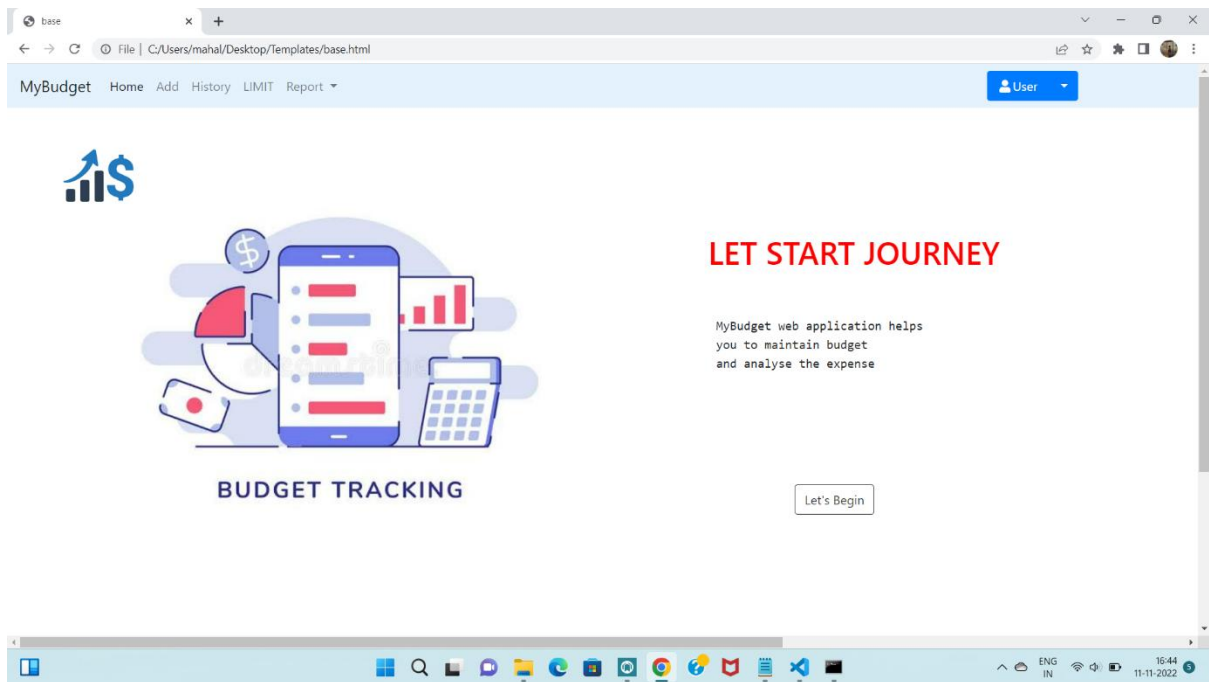 base
File | C:/Users/mahal/Desktop/Templates/base.html
MyBudget Home Add History LIMIT Report User
$
$
LET START JOURNEY
MyBudget web application helps
you to maintain budget
and analyse the expense
dreamstime
BUDGET TRACKING
Let's Begin
ENG
IN
16:44
11-11-2022
5